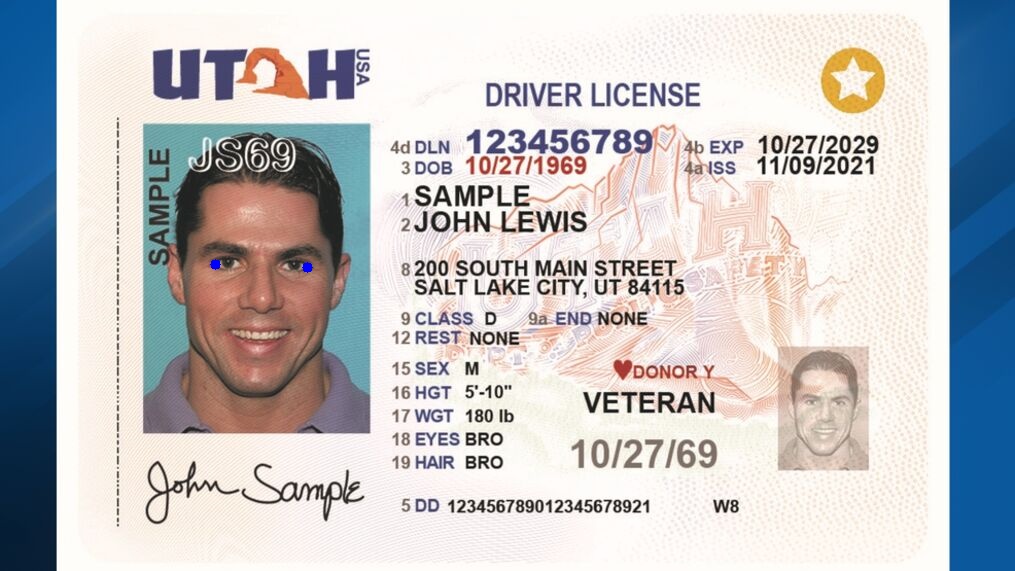 UTAH USA
DRIVER LICENSE
4d DLN 123456789 4b EXP 10/27/2029
3 DOB 10/27/1969 4a ISS 11/09/2021
JS69
SAMPLE
1 SAMPLE
2 JOHN LEWIS
8 200 SOUTH MAIN STREET
SALT LAKE CITY, UT 84115
9 CLASS D 9a END NONE
12 REST NONE
15 SEX M
DONOR Y
16 HGT 5'-10"
VETERAN
17 WGT 180 lb
18 EYES BRO
19 HAIR BRO
10/27/69
John Sample
5 DD 123456789012345678921 W8